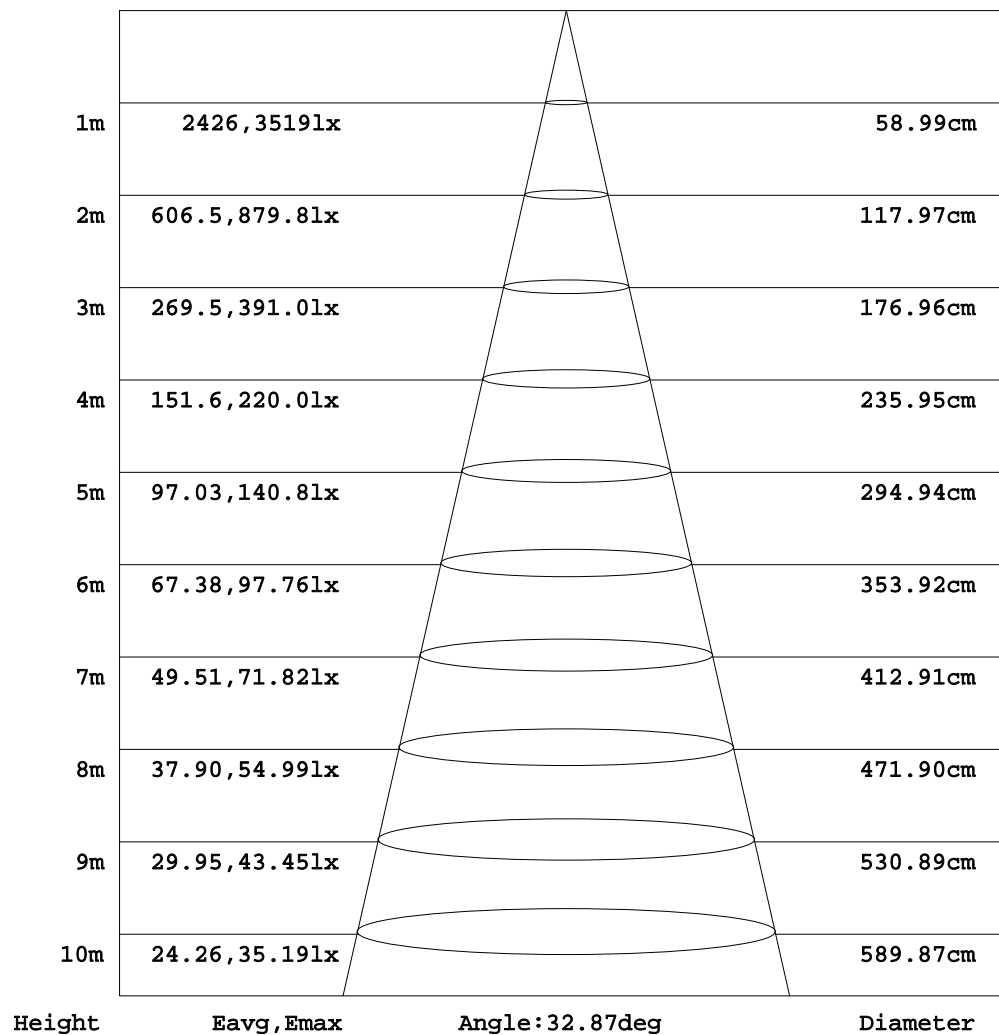 1m 2426,3519lx 58.99cm
2m 606.5,879.8lx 117.97cm
3m 269.5,391.0lx 176.96cm
4m 151.6,220.0lx 235.95cm
5m 97.03,140.8lx 294.94cm
6m 67.38,97.76lx 353.92cm
7m 49.51,71.82lx 412.91cm
8m 37.90,54.99lx 471.90cm
9m 29.95,43.45lx 530.89cm
10m 24.26,35.19lx 589.87cm
Height Eavg,Emax Angle:32.87deg Diameter